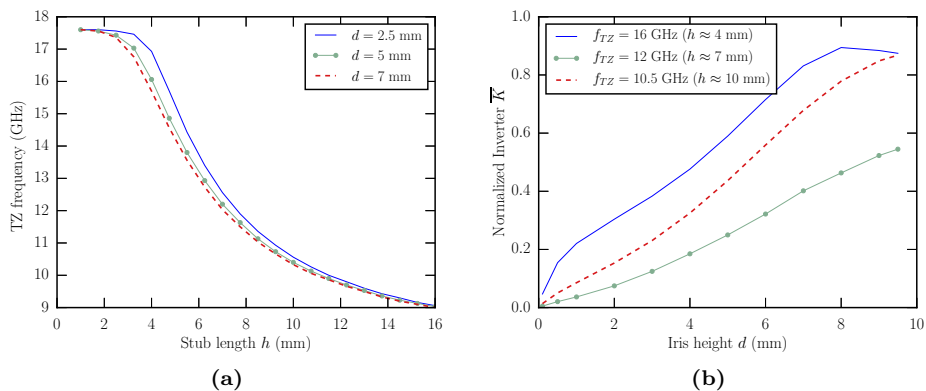 18
17
16
15
14
13
12
11
10
9
TZ frequency (GHz)
0 2 4 6 8 10 12 14 16
Stub length h (mm)
d = 2.5 mm
d = 5 mm
d = 7 mm
(a)
1.0
0.8
0.6
0.4
0.2
0.0
Normalized Inverter K̅
0 2 4 6 8 10
Iris height d (mm)
f_TZ = 16 GHz (h ≈ 4 mm)
f_TZ = 12 GHz (h ≈ 7 mm)
f_TZ = 10.5 GHz (h ≈ 10 mm)
(b)